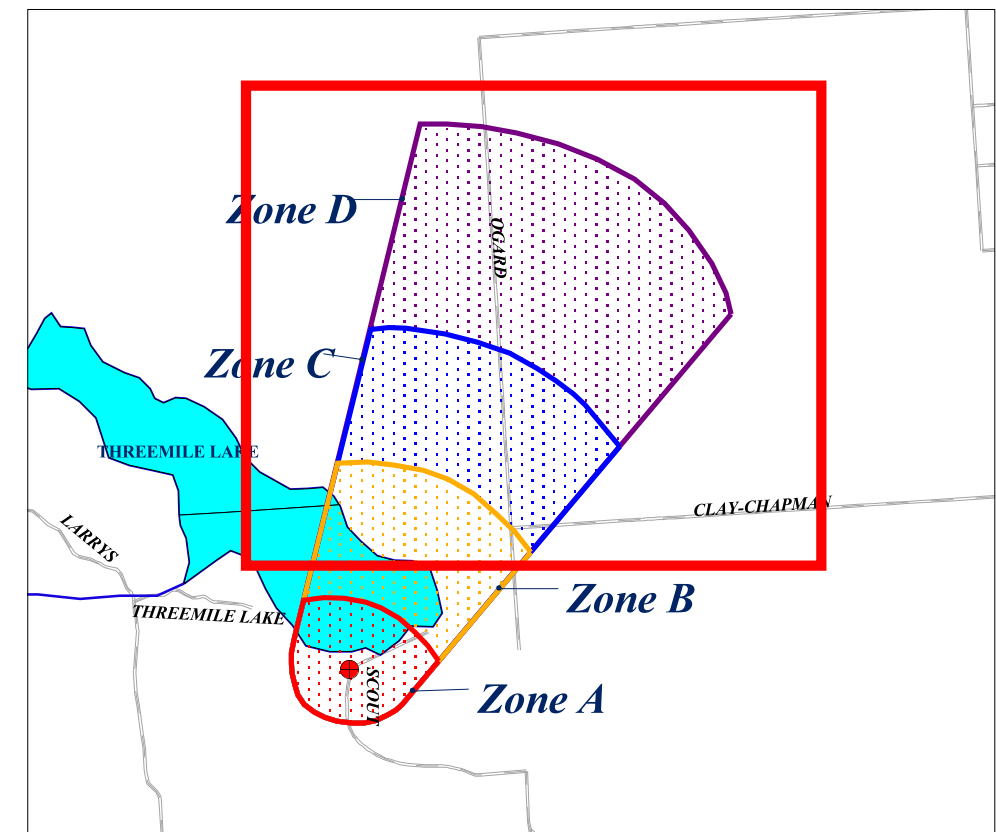 Zone D
OGARD
Zone C
THREEMILE LAKE
CLAY-CHAPMAN
LARRYS
Zone B
THREEMILE LAKE
SCOUT
Zone A